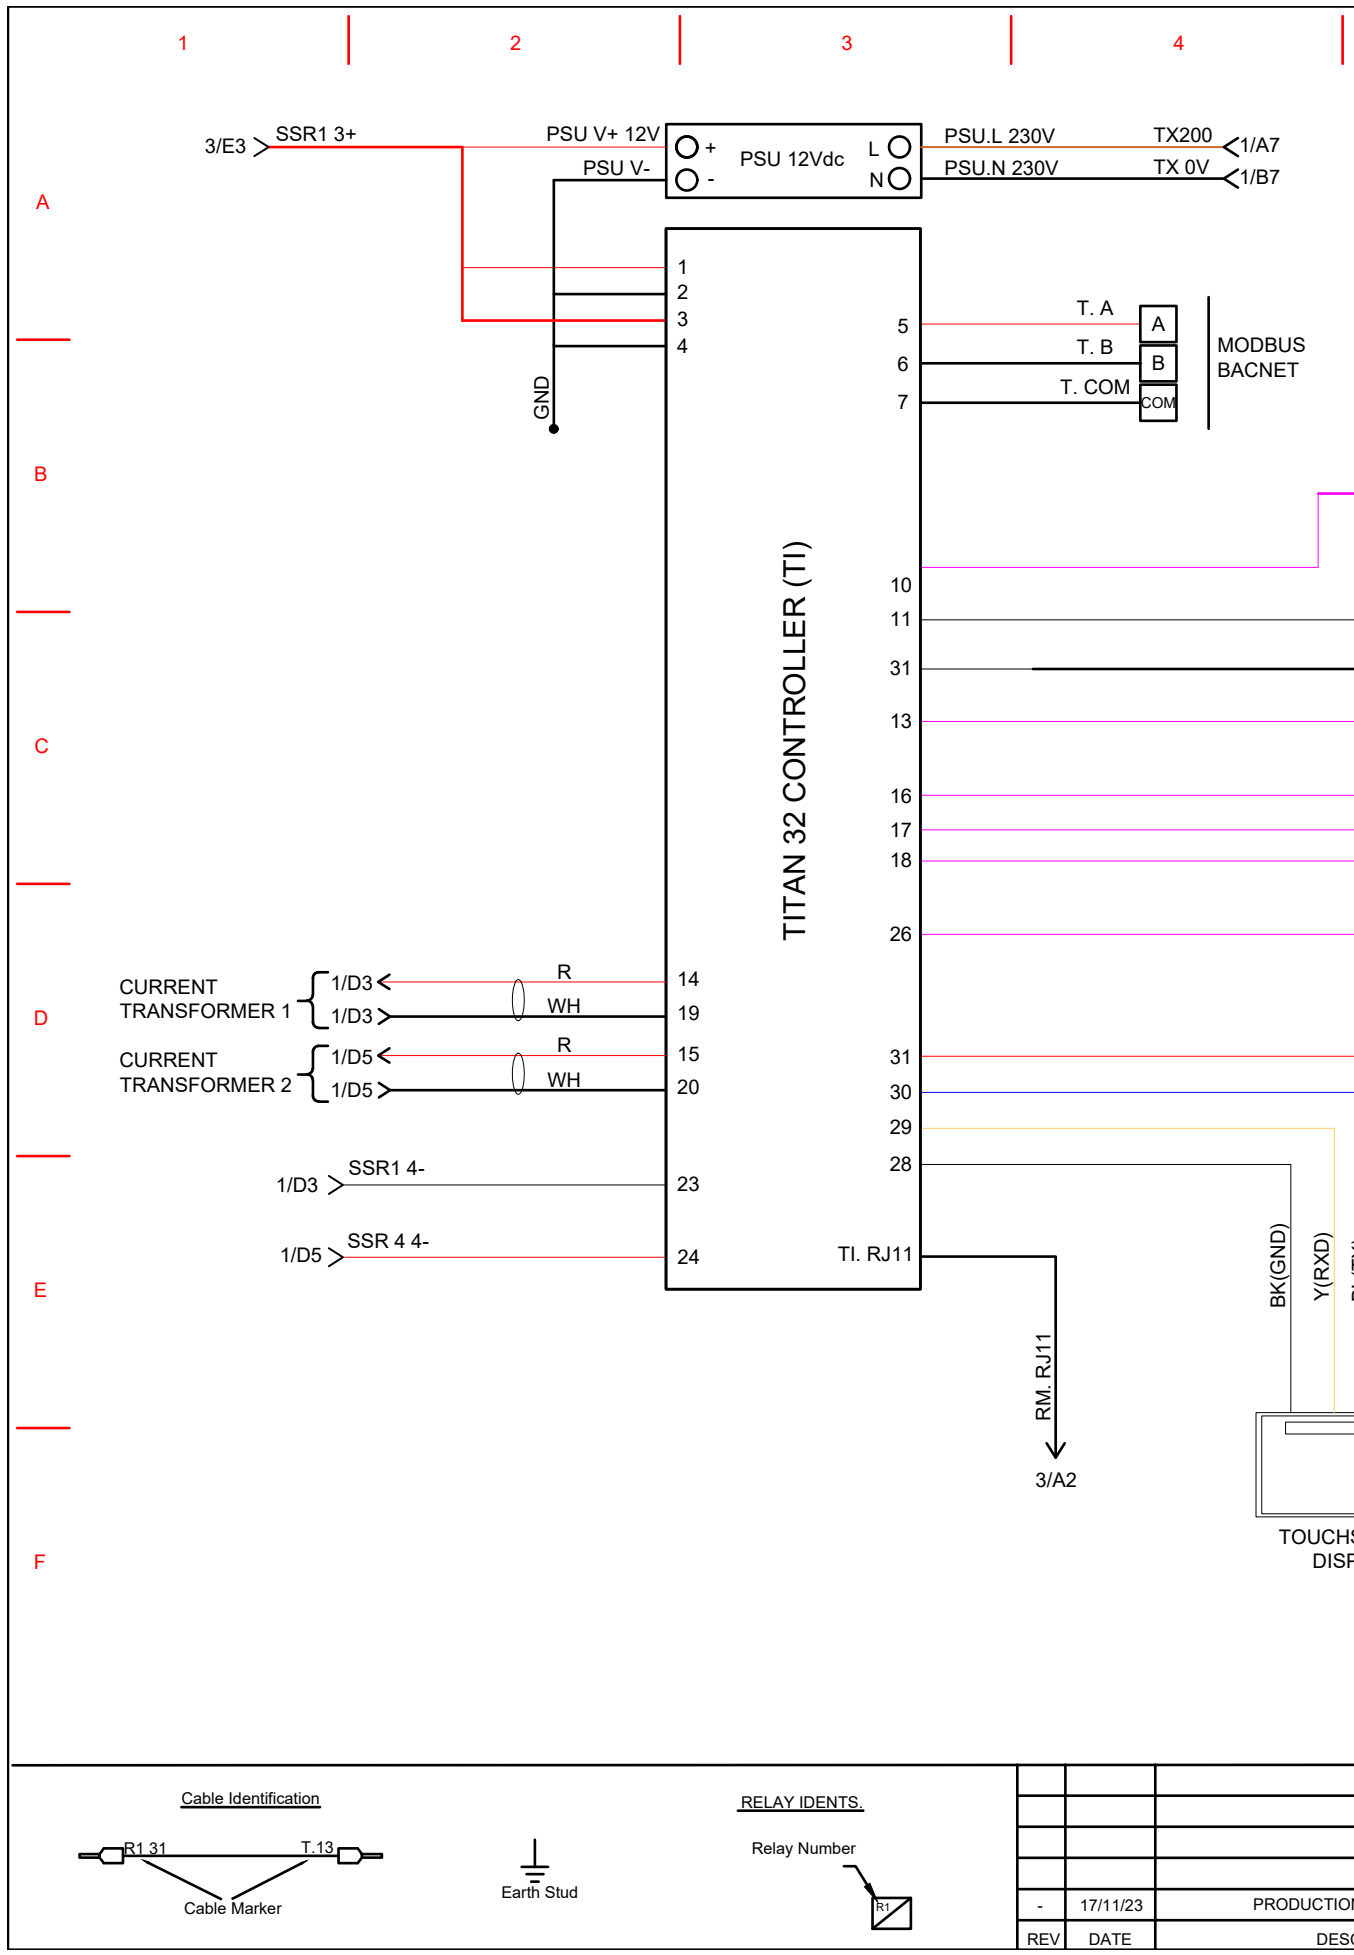 1
2
3
4
3/E3
SSR1 3+
PSU V+ 12V
PSU V-
+
-
PSU 12Vdc
L
N
PSU.L 230V
TX200
1/A7
PSU.N 230V
TX 0V
1/B7
A
1
2
3
4
GND
5
6
7
T. A
T. B
T. COM
A
B
COM
MODBUS
BACNET
B
TITAN 32 CONTROLLER (TI)
10
11
31
13
C
16
17
18
26
CURRENT
TRANSFORMER 1
1/D3
R
14
1/D3
WH
19
D
CURRENT
TRANSFORMER 2
1/D5
R
15
1/D5
WH
20
31
30
29
28
1/D3
SSR1 4-
23
1/D5
SSR 4 4-
24
TI. RJ11
E
BK(GND)
Y(RXD)
RM. RJ11
3/A2
F
TOUCHS
DISP
Cable Identification
R1 31
T.13
Cable Marker
Earth Stud
RELAY IDENTS.
Relay Number
R1
-
17/11/23
PRODUCTION
REV
DATE
DESC